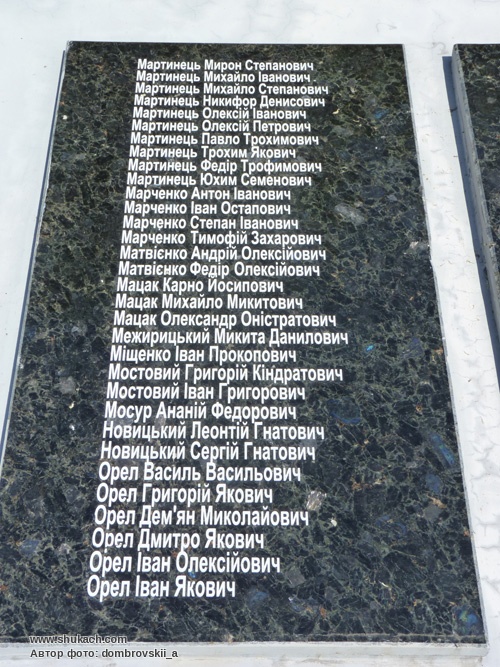 Мартинець Мирон Степанович
Мартинець Михайло Іванович
Мартинець Михайло Степанович
Мартинець Никифор Денисович
Мартинець Олексій Іванович
Мартинець Олексій Петрович
Мартинець Павло Трохимович
Мартинець Трохим Якович
Мартинець Федір Трофимович
Мартинець Юхим Семенович
Марченко Антон Іванович
Марченко Іван Остапович
Марченко Степан Іванович
Марченко Тимофій Захарович
Матвієнко Андрій Олексійович
Матвієнко Федір Олексійович
Мацак Карно Йосипович
Мацак Михайло Микитович
Мацак Олександр Оністратович
Межирицький Микита Данилович
Міщенко Іван Прокопович
Мостовий Григорій Кіндратович
Мостовий Іван Григорович
Мосур Ананій Федорович
Новицький Леонтій Гнатович
Новицький Сергій Гнатович
Орел Василь Васильович
Орел Григорій Якович
Орел Дем'ян Миколайович
Орел Дмитро Якович
Орел Іван Олексійович
Орел Іван Якович
www.shukach.com
Автор фото: dombrovskii_a